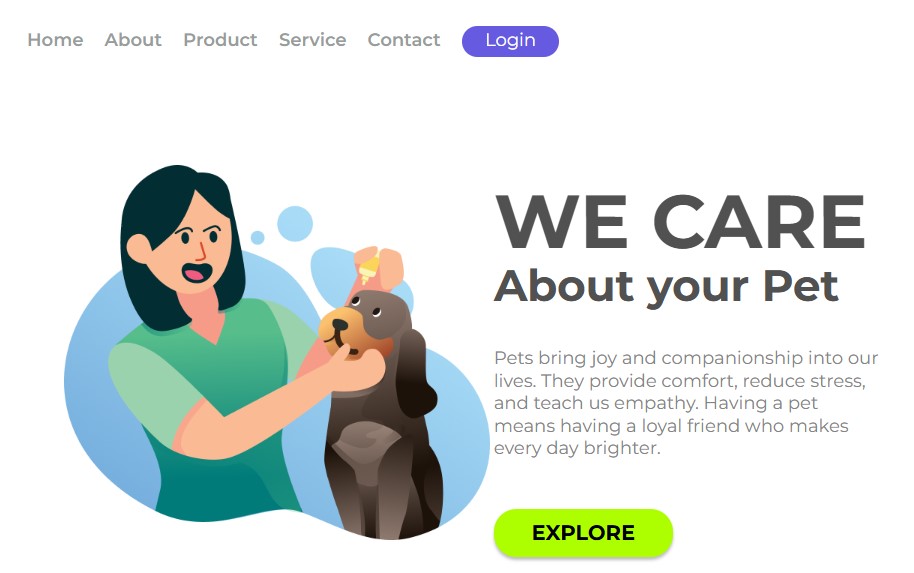 Home About Product Service Contact Login
WE CARE
About your Pet
Pets bring joy and companionship into our
lives. They provide comfort, reduce stress,
and teach us empathy. Having a pet
means having a loyal friend who makes
every day brighter.
EXPLORE